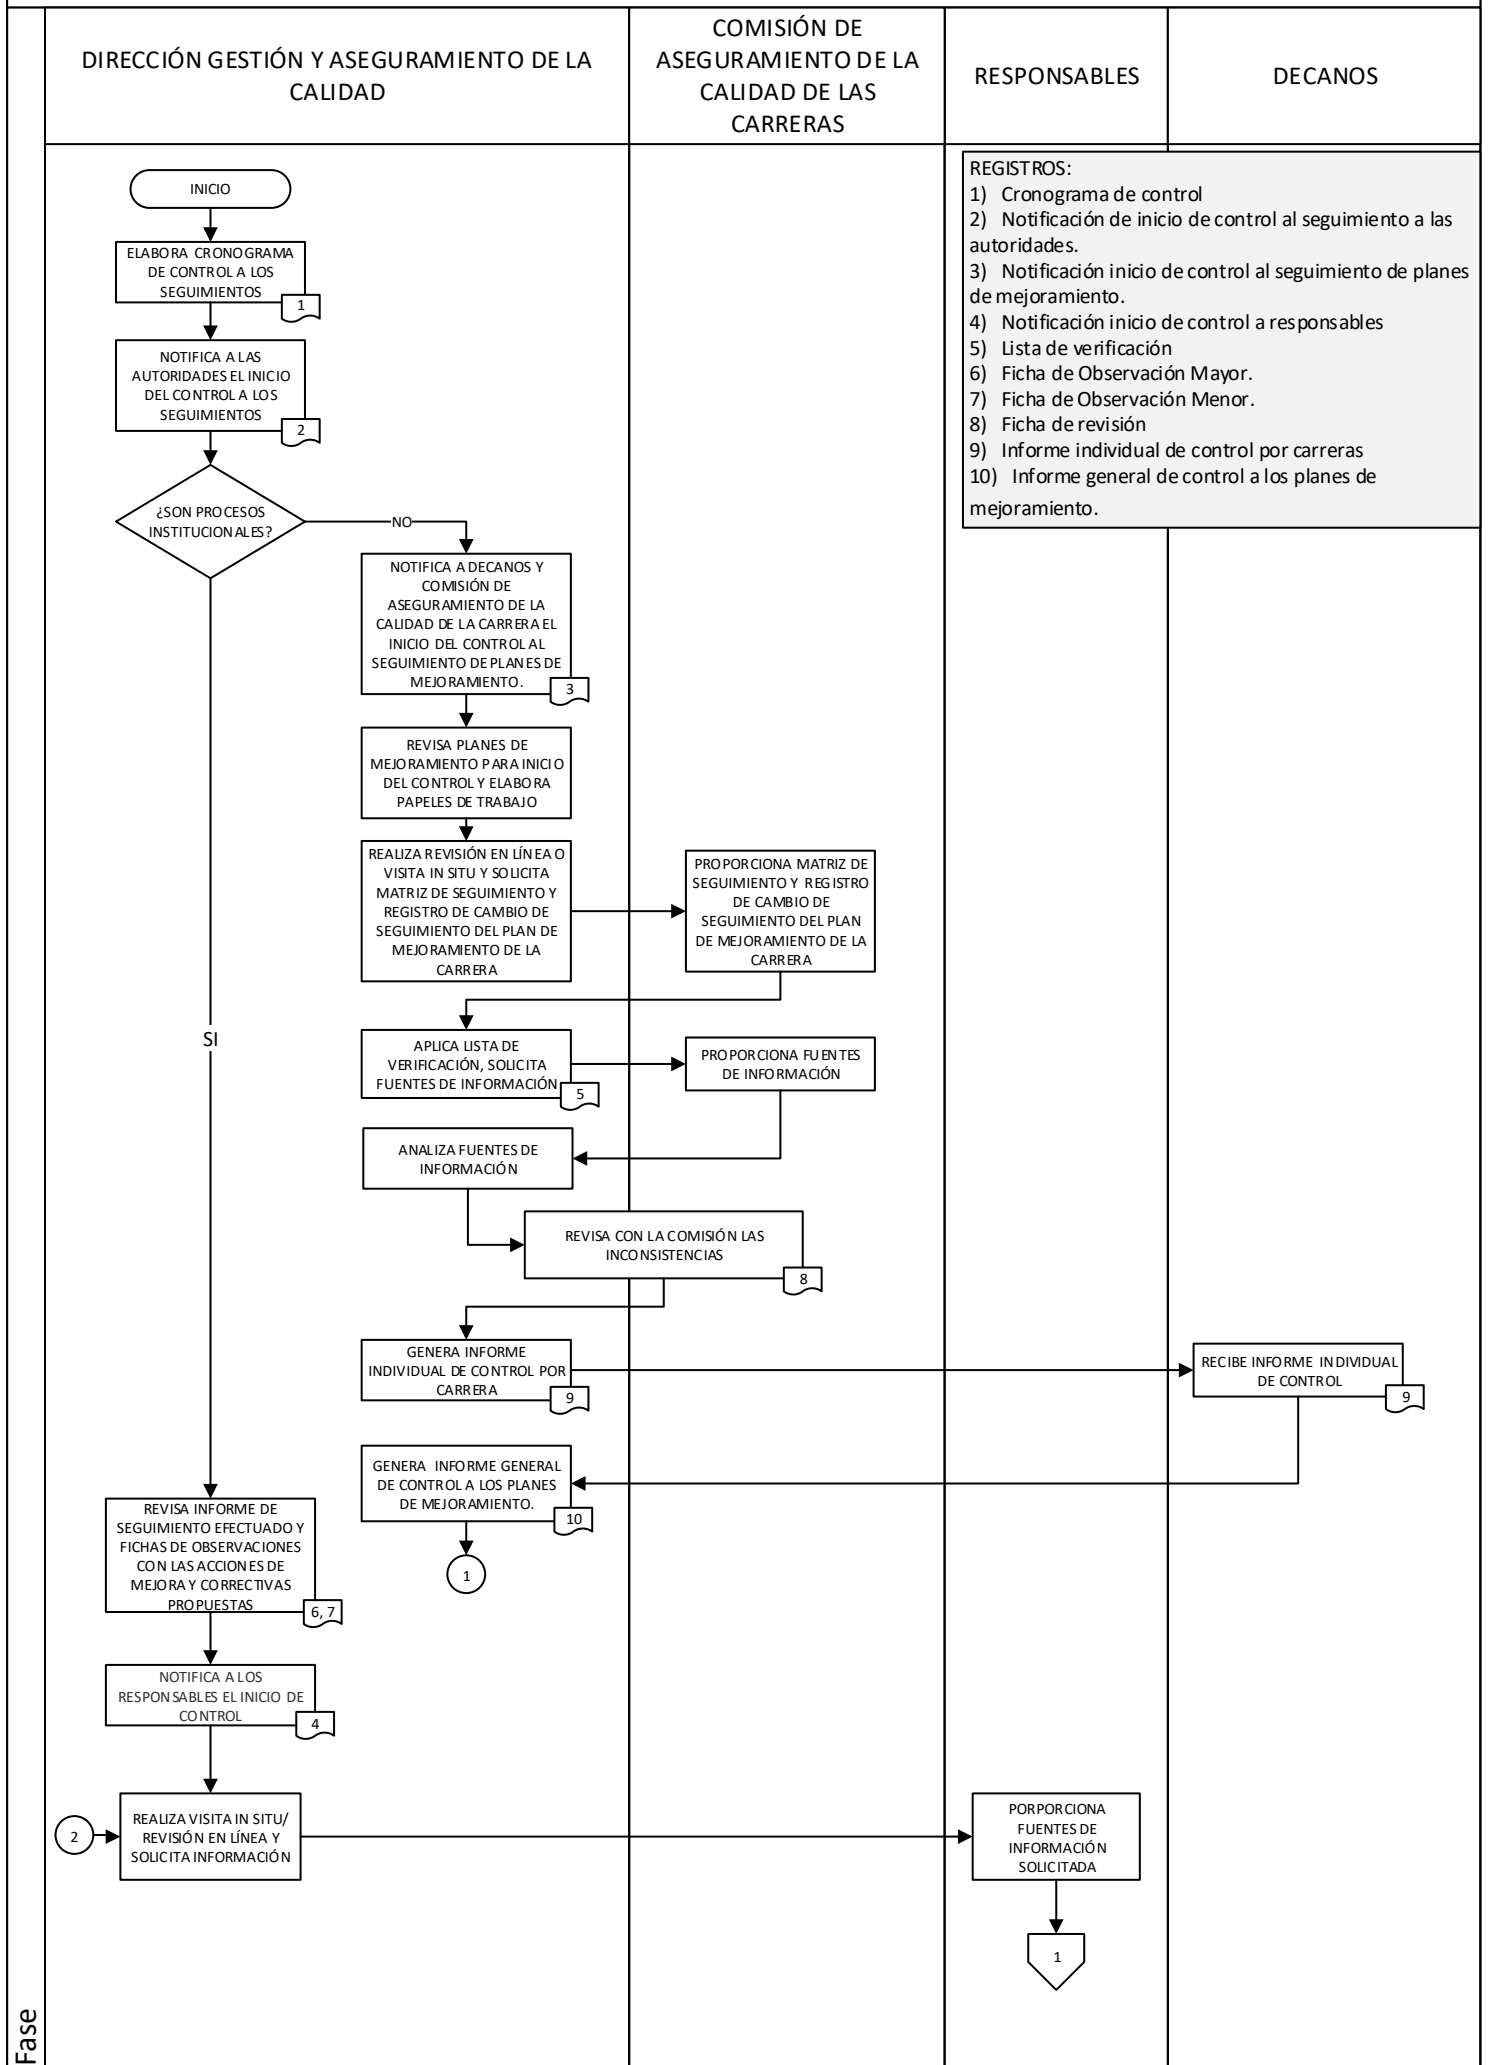 DIRECCIÓN GESTIÓN Y ASEGURAMIENTO DE LA
CALIDAD
COMISIÓN DE
ASEGURAMIENTO DE LA
CALIDAD DE LAS
CARRERAS
RESPONSABLES
DECANOS
REGISTROS:
1) Cronograma de control
2) Notificación de inicio de control al seguimiento a las
autoridades.
3) Notificación inicio de control al seguimiento de planes
de mejoramiento.
4) Notificación inicio de control a responsables
5) Lista de verificación
6) Ficha de Observación Mayor.
7) Ficha de Observación Menor.
8) Ficha de revisión
9) Informe individual de control por carreras
10) Informe general de control a los planes de
mejoramiento.
INICIO
ELABORA CRONOGRAMA
DE CONTROL A LOS
SEGUIMIENTOS
1
NOTIFICA A LAS
AUTORIDADES EL INICIO
DEL CONTROL A LOS
SEGUIMIENTOS
2
¿SON PROCESOS
INSTITUCIONALES?
NO
NOTIFICA A DECANOS Y
COMISIÓN DE
ASEGURAMIENTO DE LA
CALIDAD DE LA CARRERA EL
INICIO DEL CONTROL AL
SEGUIMIENTO DE PLANES DE
MEJORAMIENTO.
3
REVISA PLANES DE
MEJORAMIENTO PARA INICIO
DEL CONTROL Y ELABORA
PAPELES DE TRABAJO
REALIZA REVISIÓN EN LÍNEA O
VISITA IN SITU Y SOLICITA
MATRIZ DE SEGUIMIENTO Y
REGISTRO DE CAMBIO DE
SEGUIMIENTO DEL PLAN DE
MEJORAMIENTO DE LA
CARRERA
PROPORCIONA MATRIZ DE
SEGUIMIENTO Y REGISTRO
DE CAMBIO DE
SEGUIMIENTO DEL PLAN
DE MEJORAMIENTO DE LA
CARRERA
SI
APLICA LISTA DE
VERIFICACIÓN, SOLICITA
FUENTES DE INFORMACIÓN
5
PROPORCIONA FUENTES
DE INFORMACIÓN
ANALIZA FUENTES DE
INFORMACIÓN
REVISA CON LA COMISIÓN LAS
INCONSISTENCIAS
8
GENERA INFORME
INDIVIDUAL DE CONTROL POR
CARRERA
9
RECIBE INFORME INDIVIDUAL
DE CONTROL
9
GENERA INFORME GENERAL
DE CONTROL A LOS PLANES
DE MEJORAMIENTO.
10
1
REVISA INFORME DE
SEGUIMIENTO EFECTUADO Y
FICHAS DE OBSERVACIONES
CON LAS ACCIONES DE
MEJORA Y CORRECTIVAS
PROPUESTAS
6, 7
NOTIFICA A LOS
RESPONSABLES EL INICIO DE
CONTROL
4
2
REALIZA VISITA IN SITU/
REVISIÓN EN LÍNEA Y
SOLICITA INFORMACIÓN
PORPORCIONA
FUENTES DE
INFORMACIÓN
SOLICITADA
1
Fase